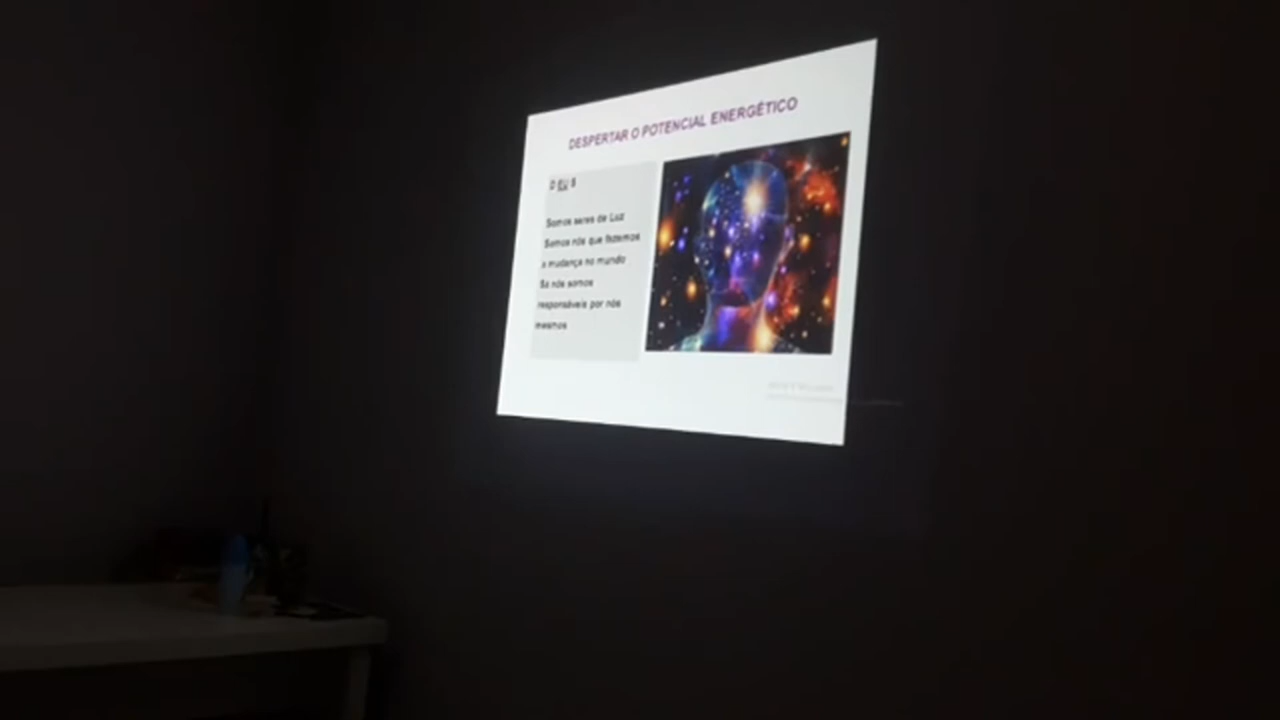 DESPERTAR O POTENCIAL ENERGÉTICO
D EU S
Somos seres de Luz
Somos nós que fazemos
a mudança no mundo
Só nós somos
responsáveis por nós
mesmos